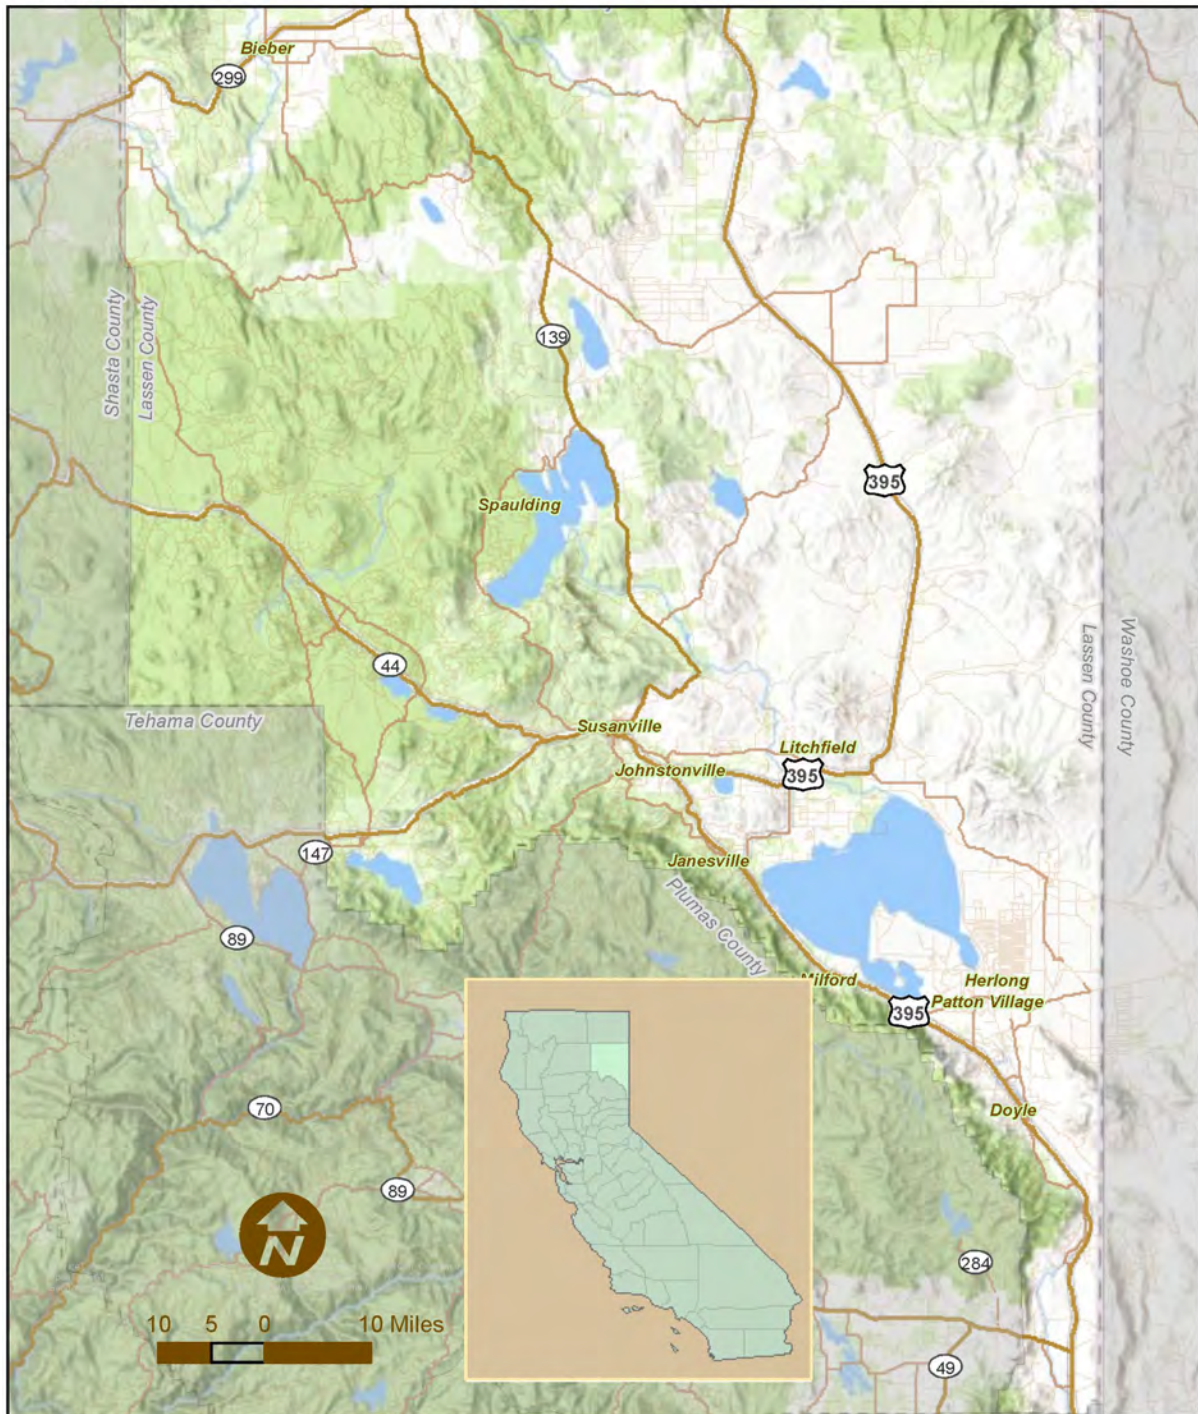 Bieber
299
139
Shasta County
Lassen County
395
Spaulding
44
Lassen County
Washoe County
Tehama County
Susanville
Litchfield
Johnstonville
395
147
Janesville
Plumas County
89
Milford
Herlong
Patton Village
395
70
Doyle
89
N
284
10 5 0 10 Miles
49